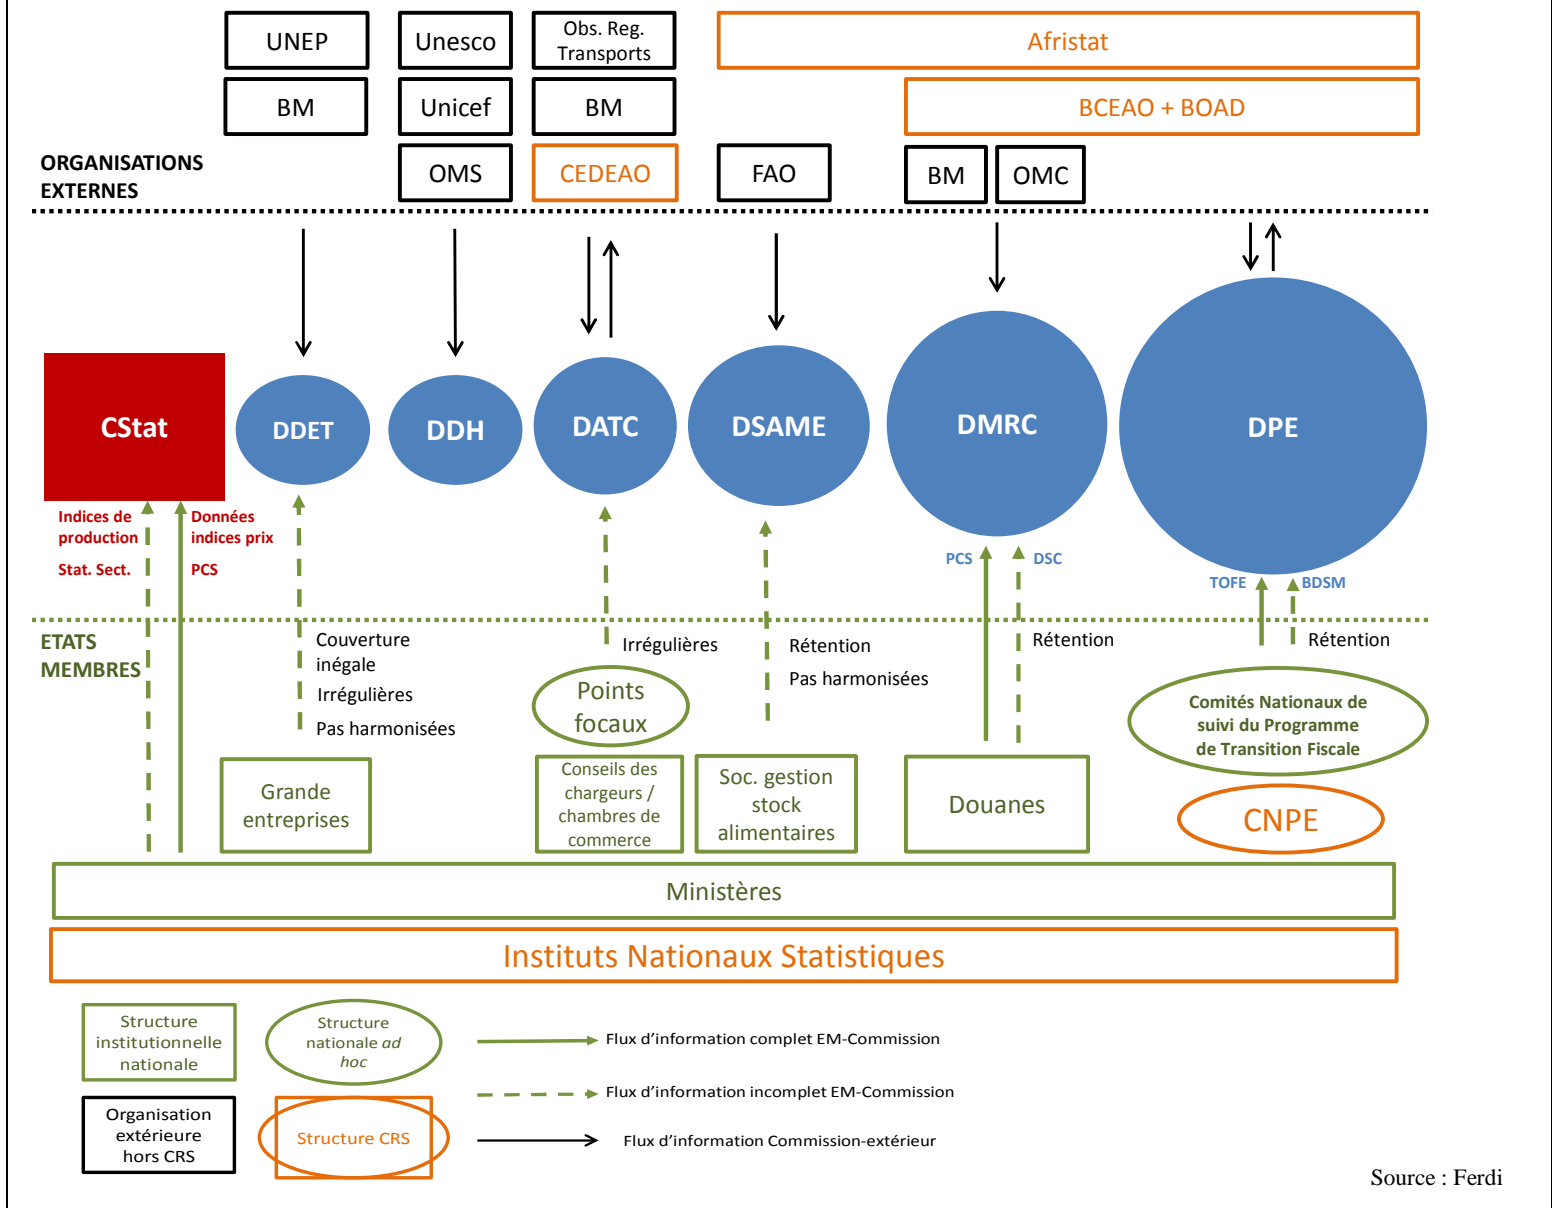 UNEP
Unesco
Obs. Reg.
Transports
Afristat
BM
Unicef
BM
BCEAO + BOAD
ORGANISATIONS
EXTERNES
OMS
CEDEAO
FAO
BM
OMC
CStat
DDET
DDH
DATC
DSAME
DMRC
DPE
Indices de
production
Stat. Sect.
Données
indices prix
PCS
PCS
DSC
TOFE
BDSM
ETATS
MEMBRES
Couverture
inégale
Irrégulières
Pas harmonisées
Irrégulières
Rétention
Pas harmonisées
Rétention
Rétention
Points
focaux
Comités Nationaux de
suivi du Programme
de Transition Fiscale
Grande
entreprises
Conseils des
chargeurs /
chambres de
commerce
Soc. gestion
stock
alimentaires
Douanes
CNPE
Ministères
Instituts Nationaux Statistiques
Structure
institutionnelle
nationale
Structure
nationale ad
hoc
Flux d’information complet EM-Commission
Flux d’information incomplet EM-Commission
Organisation
extérieure
hors CRS
Structure CRS
Flux d’information Commission-extérieur
Source : Ferdi